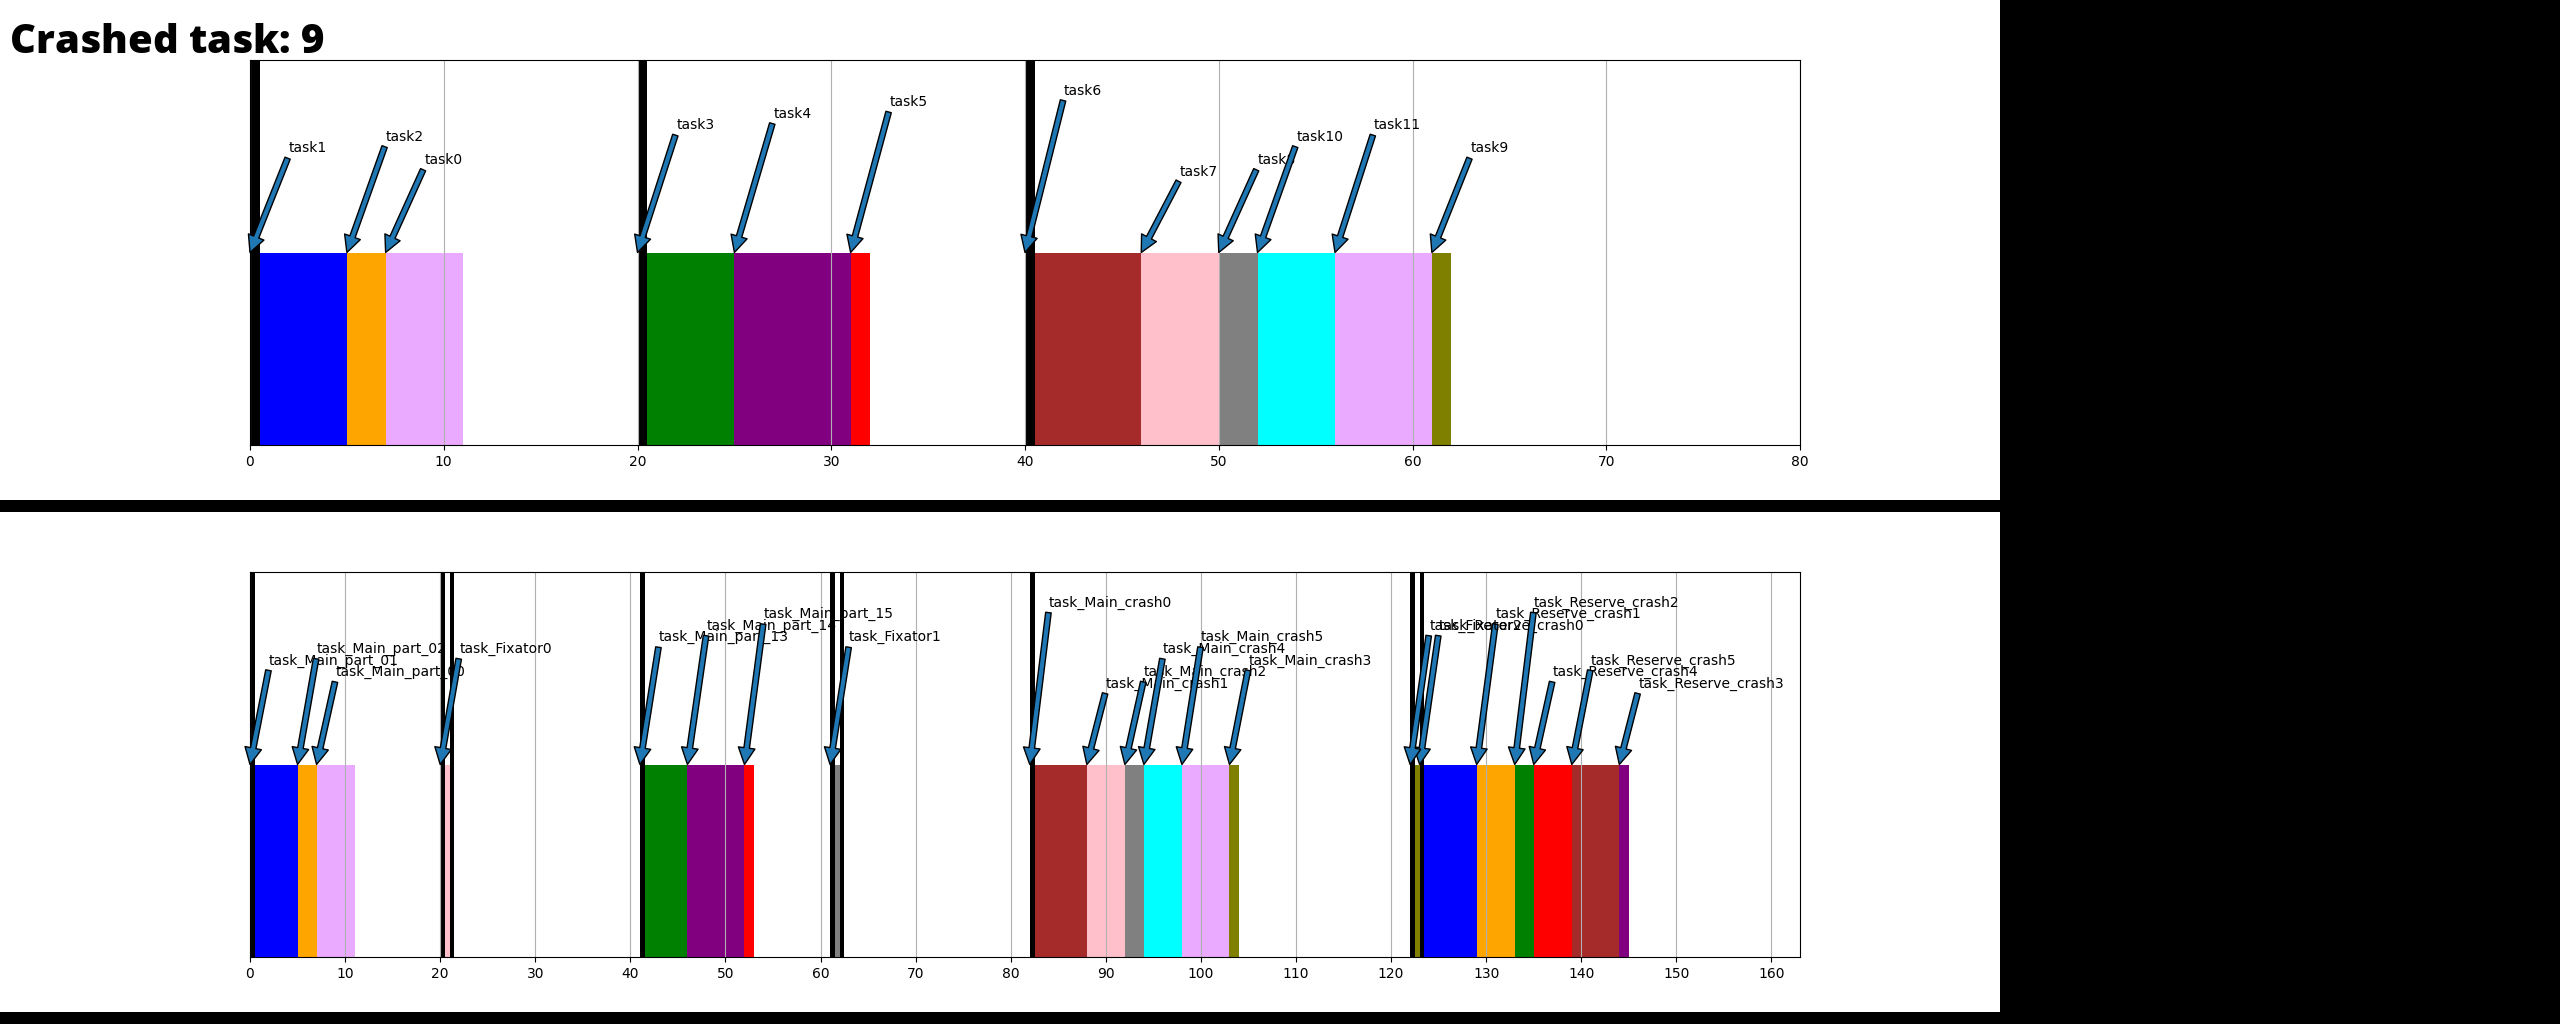 Crashed task: 9
task6
task5
task4
task3
task11
task2
task10
task1
task9
task0
task7
0 10 20 30 40 50 60 70 80
task_Main_crash0
task_Reserve_crash2
task_Main_part_15
task_Reserve_crash1
task_Main_part_14
task_Reserve_crash0
task_Main_part_13
task_Fixator1
task_Main_crash5
task_Main_part_02
task_Fixator0
task_Main_crash4
task_Main_part_01
task_Main_crash3
task_Reserve_crash5
task_Main_part_00
task_Main_crash2
task_Reserve_crash4
task_Main_crash1
task_Reserve_crash3
0 10 20 30 40 50 60 70 80 90 100 110 120 130 140 150 160